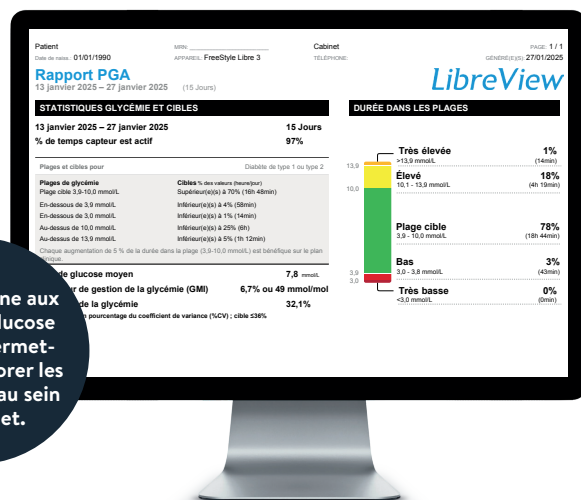 Patient
MRN:
Cabinet
PAGE: 1 / 1
Date de naiss.: 01/01/1990
APPAREIL: FreeStyle Libre 3
TÉLÉPHONE:
GÉNÉRÉ(E)(S): 27/01/2025
Rapport PGA
LibreView
13 janvier 2025 – 27 janvier 2025 (15 Jours)
STATISTIQUES GLYCÉMIE ET CIBLES
13 janvier 2025 – 27 janvier 2025 15 Jours
% de temps capteur est actif 97%
Plages et cibles pour Diabète de type 1 ou type 2
Plages de glycémie Cibles % des valeurs (heure/jour)
Plage cible 3,9-10,0 mmol/L Supérieur(e)(s) à 70% (16h 48min)
En-dessous de 3,9 mmol/L Inférieur(e)(s) à 4% (58min)
En-dessous de 3,0 mmol/L Inférieur(e)(s) à 1% (14min)
Au-dessus de 10,0 mmol/L Inférieur(e)(s) à 25% (6h)
Au-dessus de 13,9 mmol/L Inférieur(e)(s) à 5% (1h 12min)
Chaque augmentation de 5 % de la durée dans la plage (3,9-10,0 mmol/L) est bénéfique sur le plan
clinique.
de glucose moyen 7,8 mmol/L
r de gestion de la glycémie (GMI) 6,7% ou 49 mmol/mol
de la glycémie 32,1%
n pourcentage du coefficient de variance (%CV) ; cible ≤36%
DURÉE DANS LES PLAGES
13,9
10,0
3,9
3,0
Très élevée 1%
>13,9 mmol/L (14min)
Élevé 18%
10,1 - 13,9 mmol/L (4h 19min)
Plage cible 78%
3,9 - 10,0 mmol/L (18h 44min)
Bas 3%
3,0 - 3,8 mmol/L (43min)
Très basse 0%
<3,0 mmol/L (0min)
ne aux
lucose
ermet-
orer les
au sein
et.